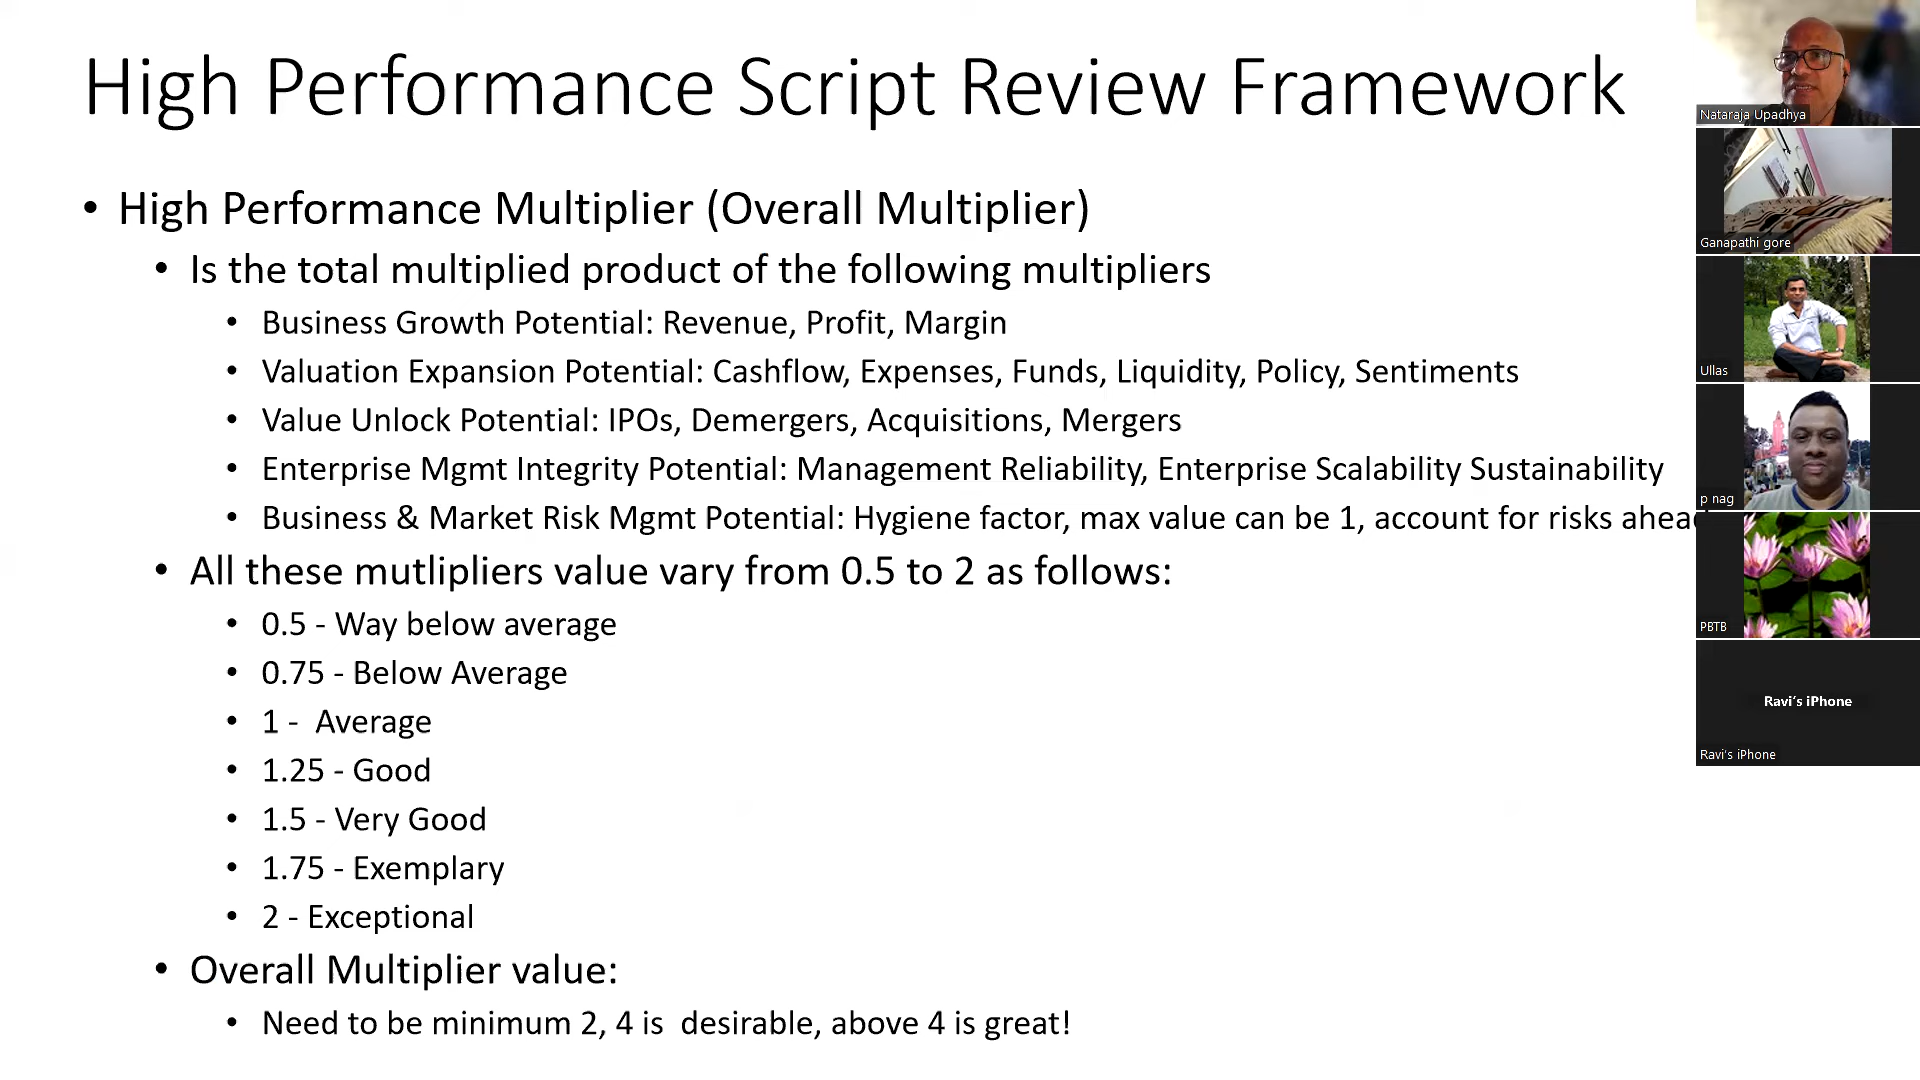 High Performance Script Review Framework
• High Performance Multiplier (Overall Multiplier)
• Is the total multiplied product of the following multipliers
• Business Growth Potential: Revenue, Profit, Margin
• Valuation Expansion Potential: Cashflow, Expenses, Funds, Liquidity, Policy, Sentiments
• Value Unlock Potential: IPOs, Demergers, Acquisitions, Mergers
• Enterprise Mgmt Integrity Potential: Management Reliability, Enterprise Scalability Sustainability
• Business & Market Risk Mgmt Potential: Hygiene factor, max value can be 1, account for risks ahead
• All these mutlipliers value vary from 0.5 to 2 as follows:
• 0.5 - Way below average
• 0.75 - Below Average
• 1 -  Average
• 1.25 - Good
• 1.5 - Very Good
• 1.75 - Exemplary
• 2 - Exceptional
• Overall Multiplier value:
• Need to be minimum 2, 4 is  desirable, above 4 is great!
Nataraja Upadhya
Ganapathi gore
Ullas
p nag
PBTB
Ravi's iPhone
Ravi's iPhone